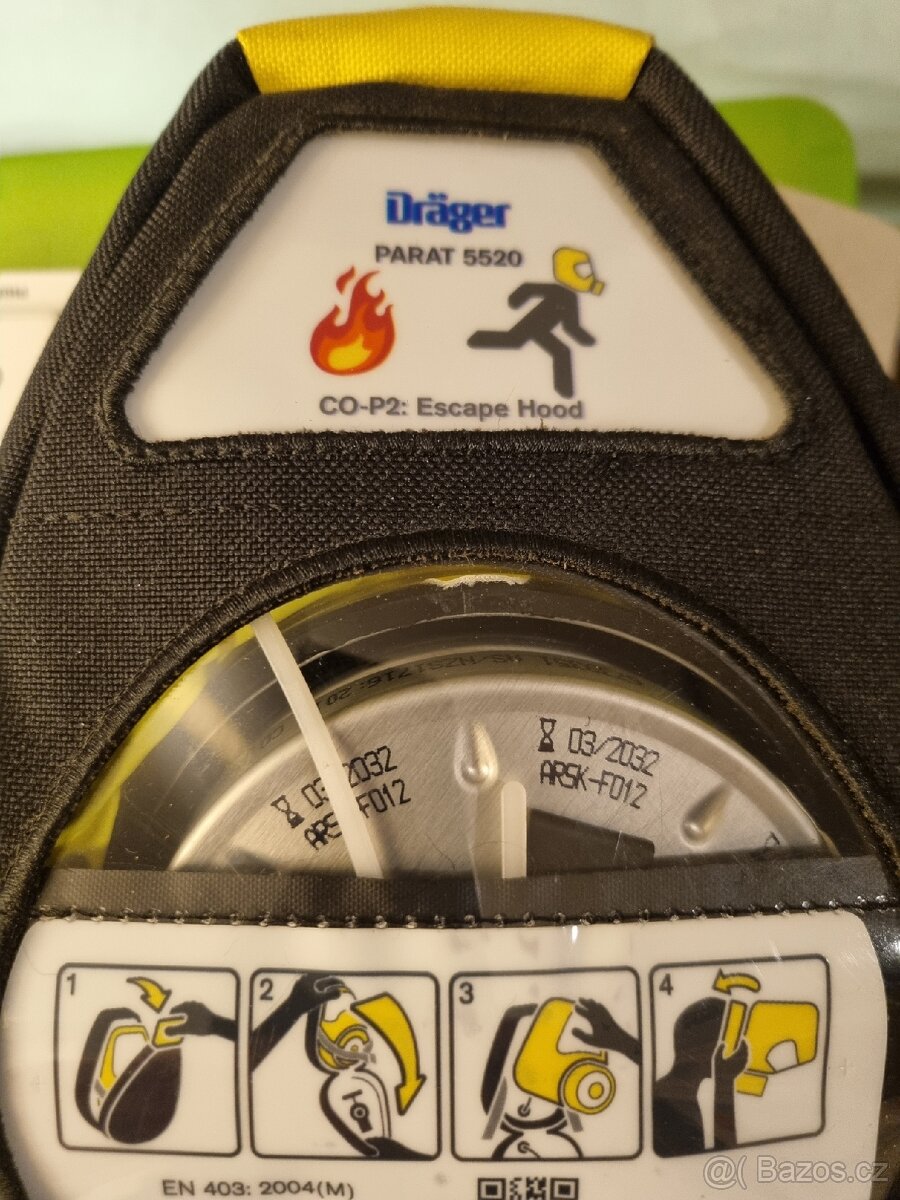 Dräger
PARAT 5520
CO-P2: Escape Hood
03/2032
ARSK-F012
03/2032
ARSK-F012
1
2
3
4
EN 403: 2004(M)
@( Bazos.cz